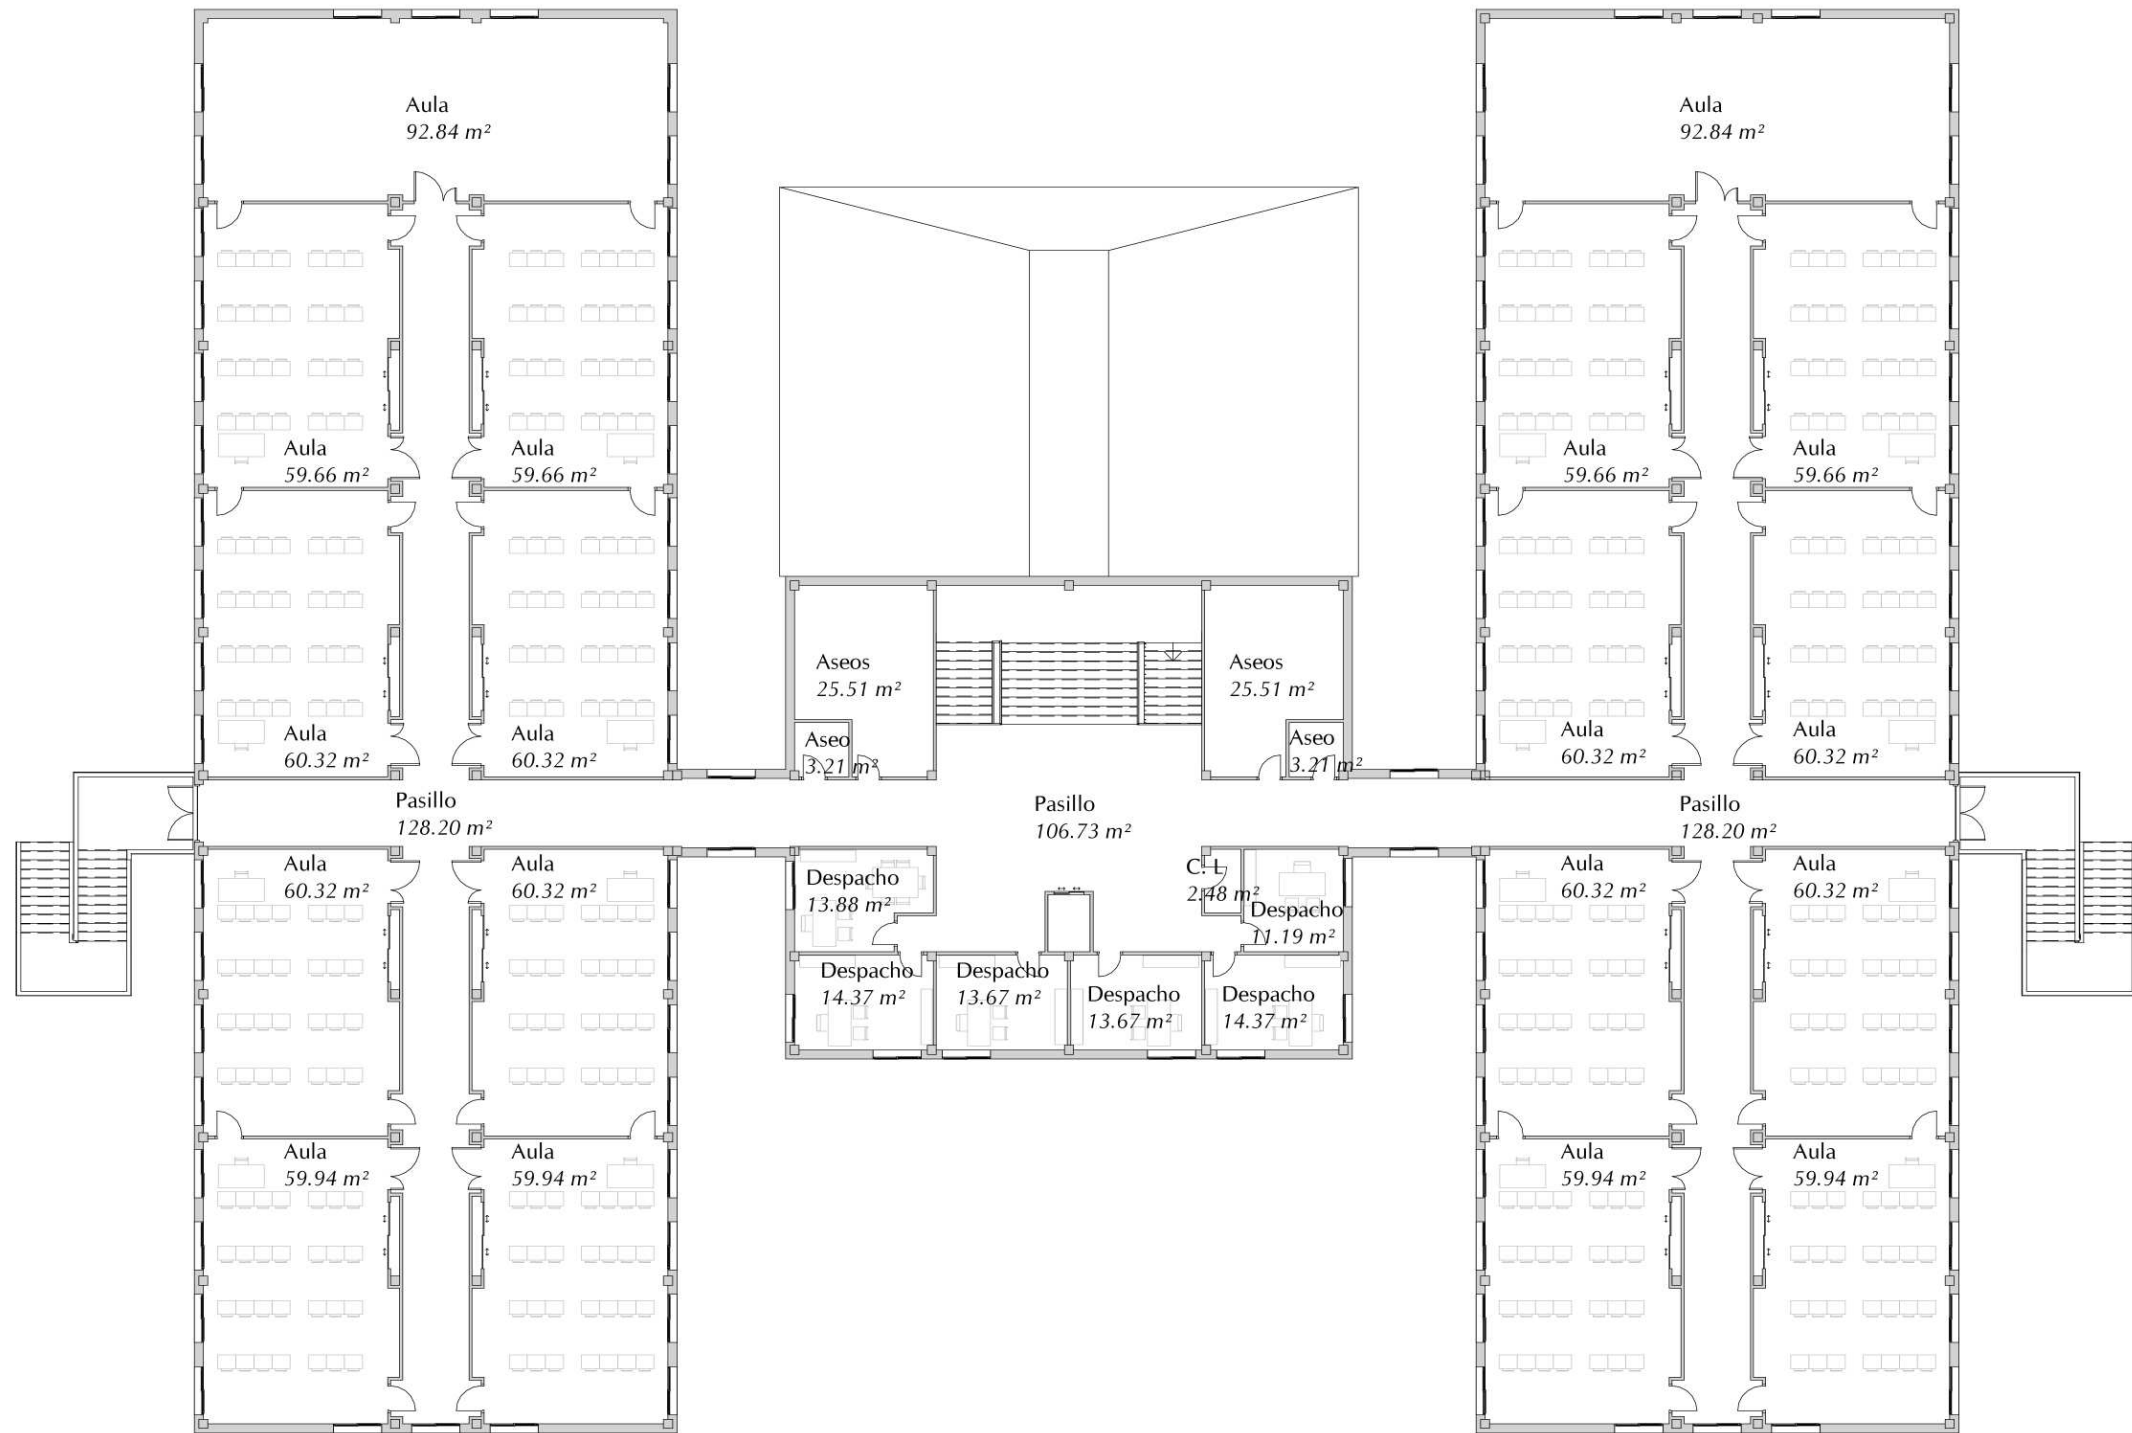 Aula
92.84 m²
Aula
92.84 m²
Aula
59.66 m²
Aula
59.66 m²
Aula
59.66 m²
Aula
59.66 m²
Aseos
25.51 m²
Aseos
25.51 m²
Aula
60.32 m²
Aula
60.32 m²
Aseo
3.21 m²
Aseo
3.21 m²
Aula
60.32 m²
Aula
60.32 m²
Pasillo
128.20 m²
Pasillo
106.73 m²
Pasillo
128.20 m²
Aula
60.32 m²
Aula
60.32 m²
Despacho
13.88 m²
C. L
2.48 m²
Despacho
11.19 m²
Aula
60.32 m²
Aula
60.32 m²
Despacho
14.37 m²
Despacho
13.67 m²
Despacho
13.67 m²
Despacho
14.37 m²
Aula
59.94 m²
Aula
59.94 m²
Aula
59.94 m²
Aula
59.94 m²